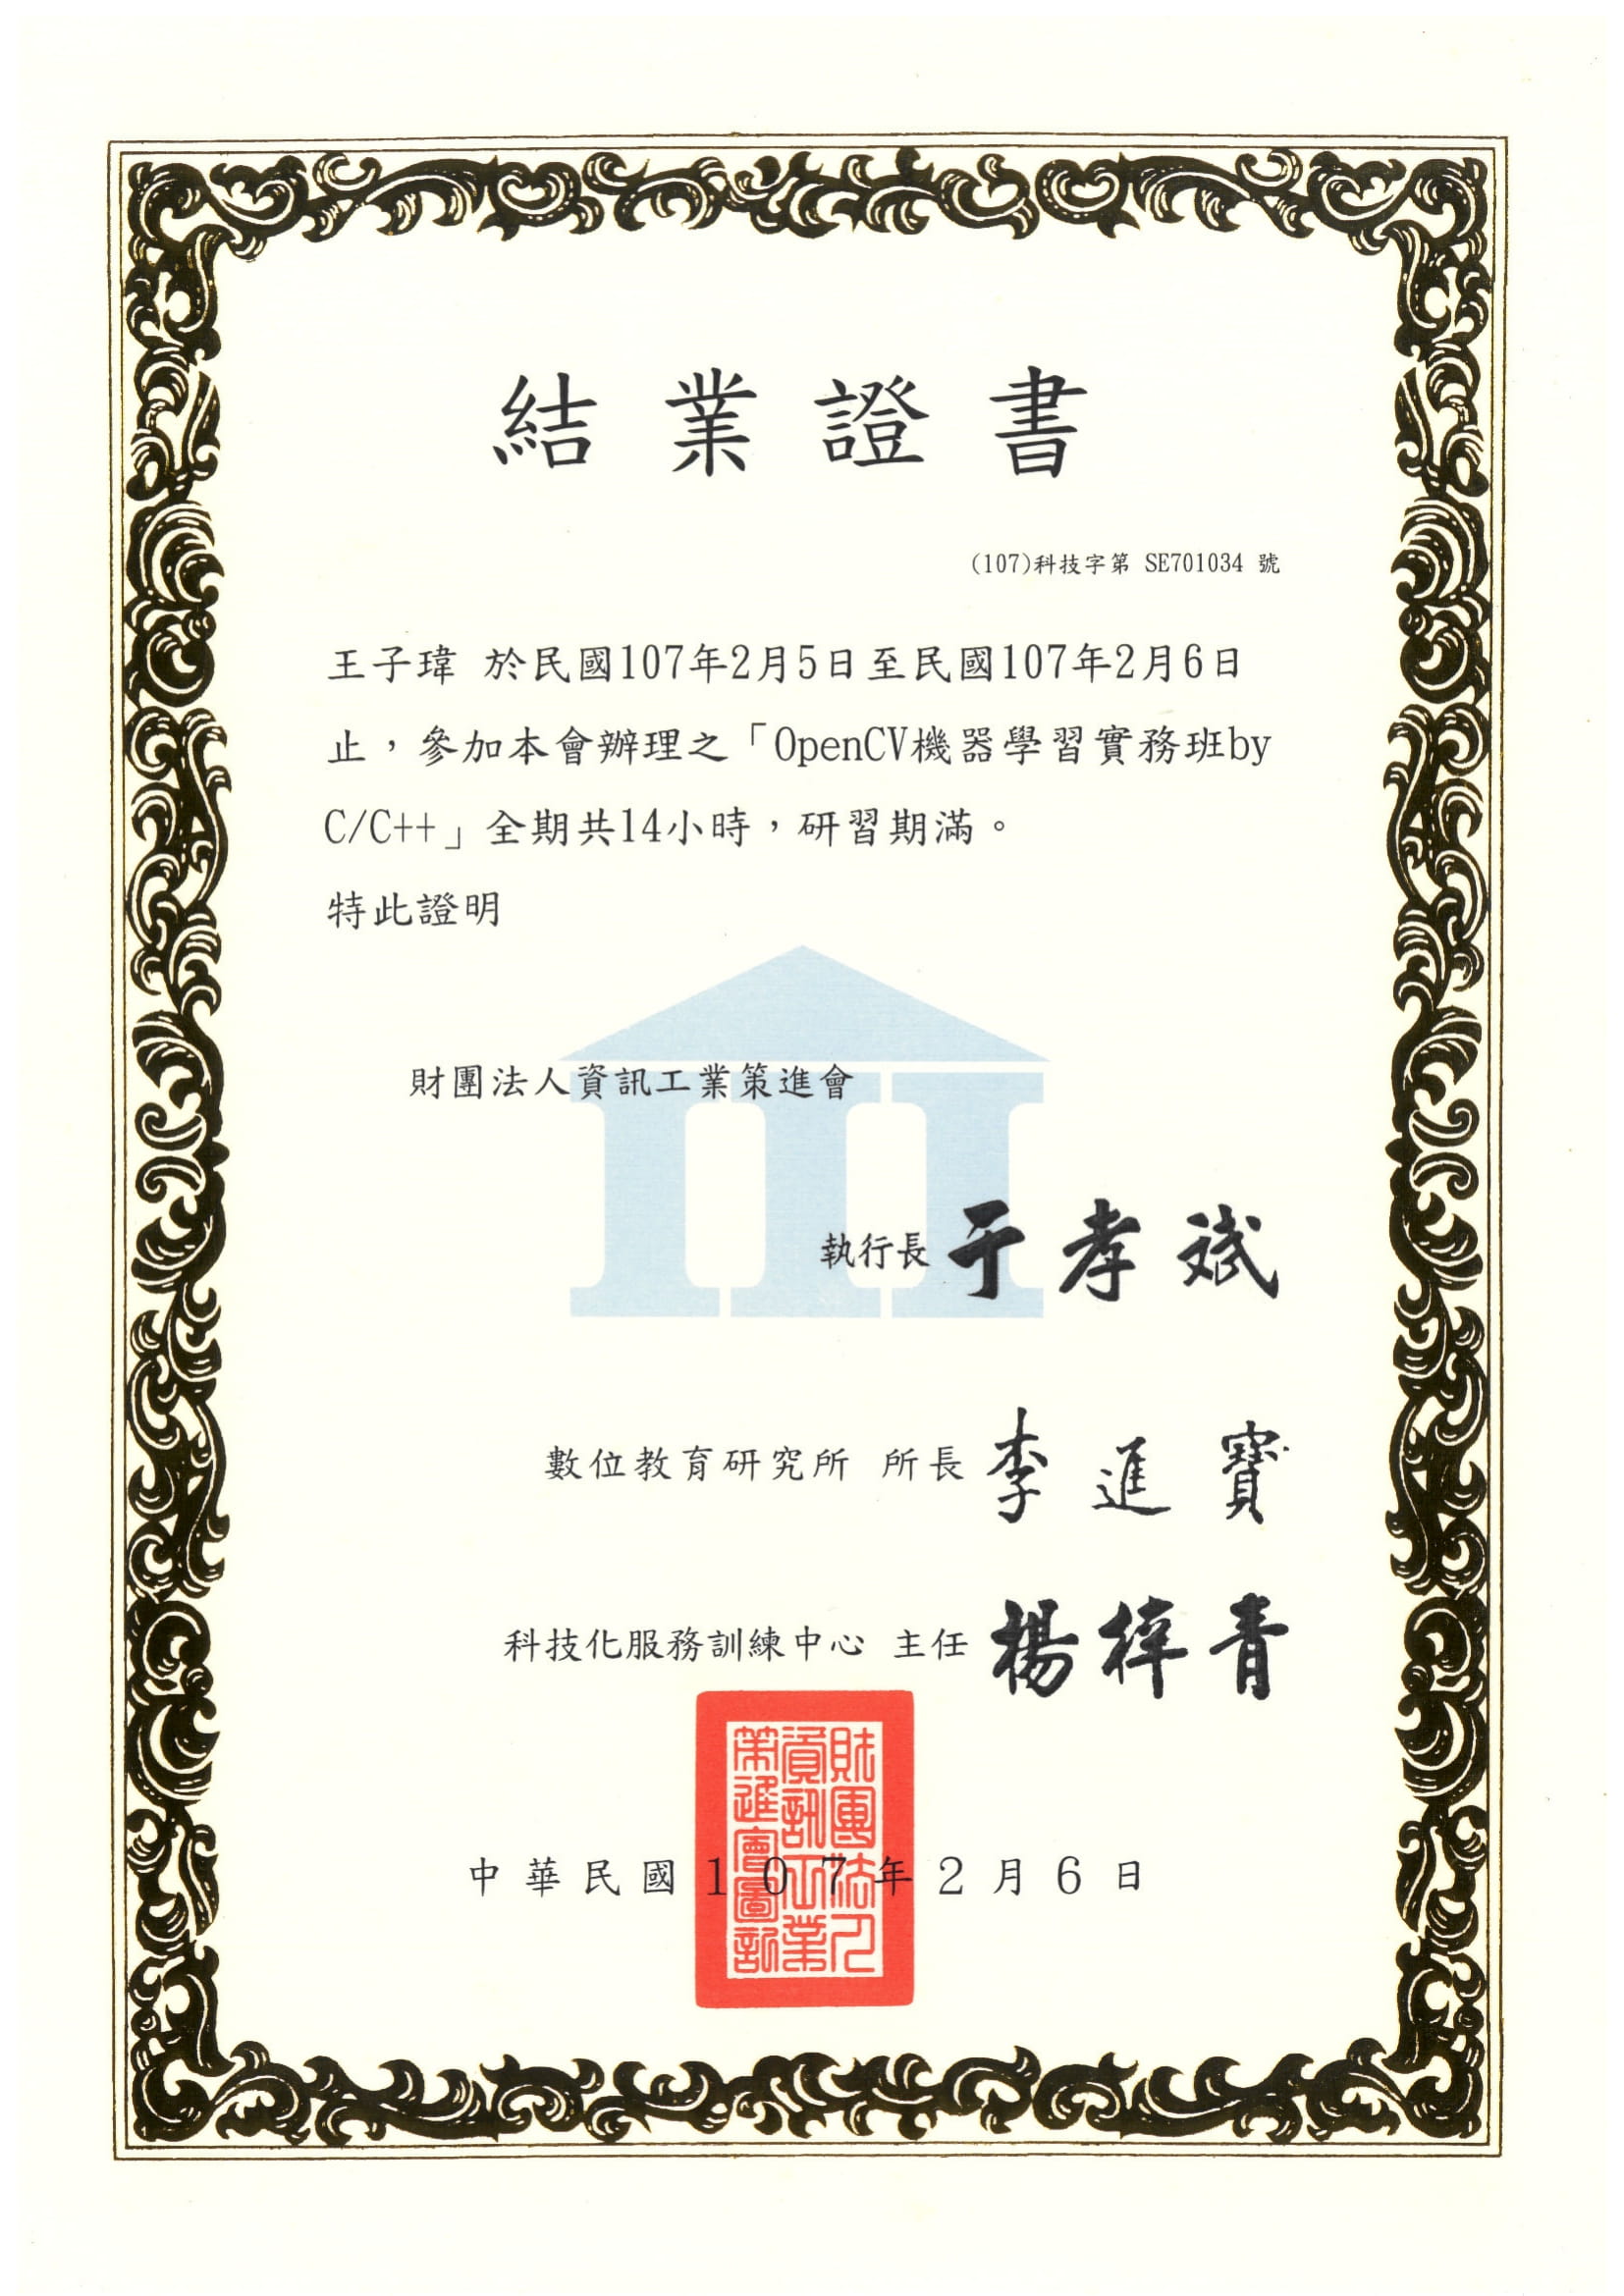 結業證書
(107)科技字第 SE701034 號
王子瑋 於民國107年2月5日至民國107年2月6日
止，參加本會辦理之「OpenCV機器學習實務班by
C/C++」全期共14小時，研習期滿。
特此證明
財團法人資訊工業策進會
執行長 于孝斌
數位教育研究所 所長 李進寶
科技化服務訓練中心 主任 楊梓青
財團法人
資訊工業
策進會圖記
中華民國107年2月6日